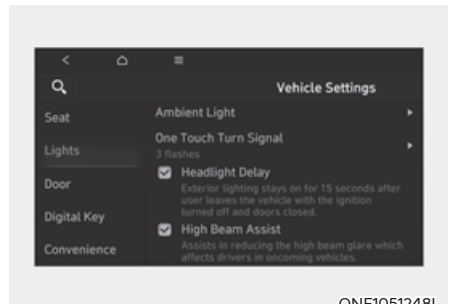 Vehicle Settings
Seat
Lights
Door
Digital Key
Convenience
Ambient Light
One Touch Turn Signal
3 flashes
Headlight Delay
Exterior lighting stays on for 15 seconds after
user leaves the vehicle with the ignition
turned off and doors closed.
High Beam Assist
Assists in reducing the high beam glare which
affects drivers in oncoming vehicles.
ONE1051248L